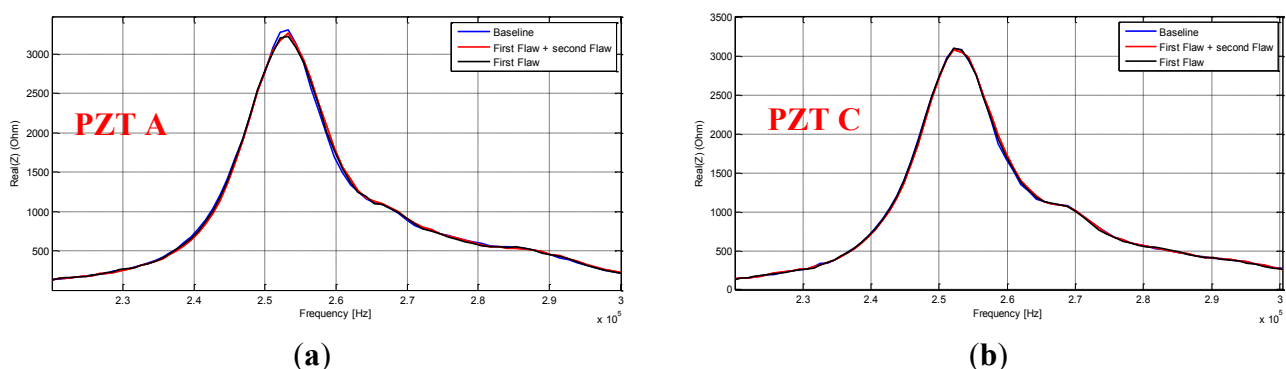 Baseline
First Flaw + second Flaw
First Flaw
PZT A
Real(Z) (Ohm)
3000
2500
2000
1500
1000
500
2.3 2.4 2.5 2.6 2.7 2.8 2.9 3
Frequency [Hz]
x 10^5
(a)
3500
Baseline
First Flaw + second Flaw
First Flaw
PZT C
Real(Z) (Ohm)
3000
2500
2000
1500
1000
500
0
2.3 2.4 2.5 2.6 2.7 2.8 2.9 3
Frequency [Hz]
x 10^5
(b)